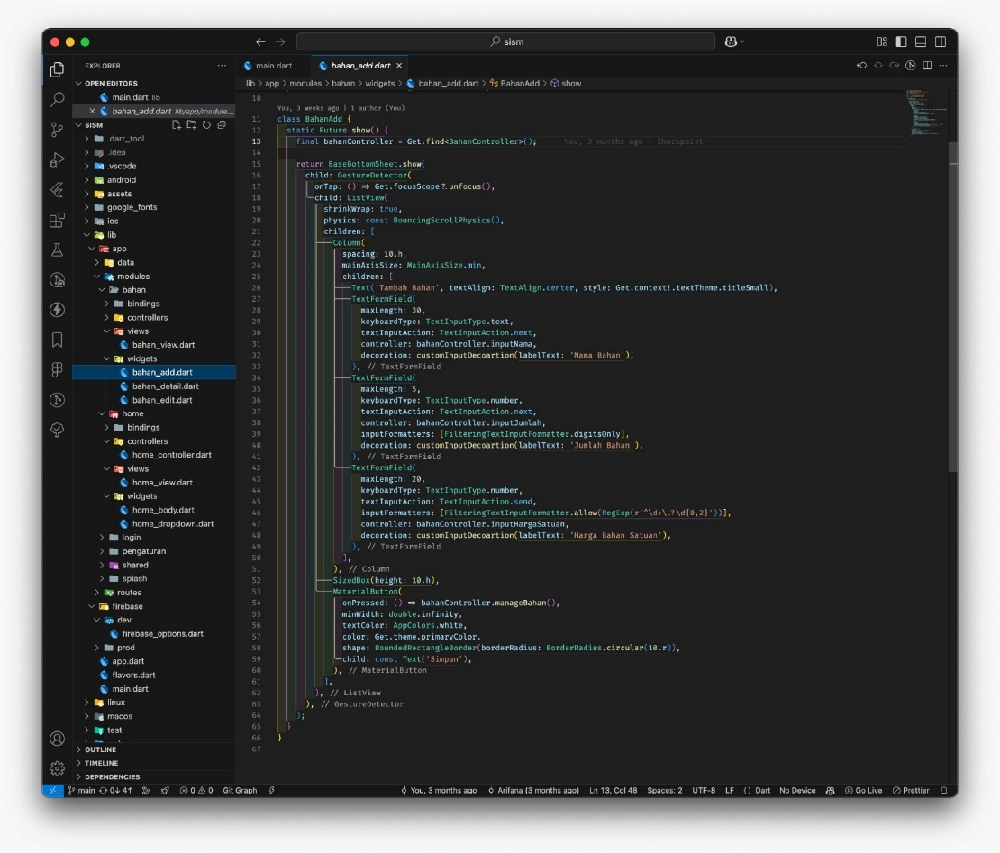 sism
EXPLORER
OPEN EDITORS
main.dart lib
bahan_add.dart lib/app/module...
SISM
.dart_tool
.idea
.vscode
android
assets
google_fonts
ios
lib
app
data
modules
bahan
bindings
controllers
views
bahan_view.dart
widgets
bahan_add.dart
bahan_detail.dart
bahan_edit.dart
home
bindings
controllers
home_controller.dart
views
home_view.dart
widgets
home_body.dart
home_dropdown.dart
login
pengaturan
shared
splash
routes
firebase
dev
firebase_options.dart
prod
app.dart
flavors.dart
main.dart
linux
macos
test
OUTLINE
TIMELINE
DEPENDENCIES
main.dart
bahan_add.dart
lib > app > modules > bahan > widgets > bahan_add.dart > BahanAdd > show
10
You, 3 weeks ago | 1 author (You)
11 class BahanAdd {
12 static Future show() {
13 final bahanController = Get.find<BahanController>(); You, 3 months ago • Checkpoint
14
15 return BaseBottomSheet.show(
16 child: GestureDetector(
17 onTap: () => Get.focusScope?.unfocus(),
18 child: ListView(
19 shrinkWrap: true,
20 physics: const BouncingScrollPhysics(),
21 children: [
22 Column(
23 spacing: 10.h,
24 mainAxisSize: MainAxisSize.min,
25 children: [
26 Text('Tambah Bahan', textAlign: TextAlign.center, style: Get.context!.textTheme.titleSmall),
27 TextFormField(
28 maxLength: 30,
29 keyboardType: TextInputType.text,
30 textInputAction: TextInputAction.next,
31 controller: bahanController.inputNama,
32 decoration: customInputDecoartion(labelText: 'Nama Bahan'),
33 ), // TextFormField
34 TextFormField(
35 maxLength: 5,
36 keyboardType: TextInputType.number,
37 textInputAction: TextInputAction.next,
38 controller: bahanController.inputJumlah,
39 inputFormatters: [FilteringTextInputFormatter.digitsOnly],
40 decoration: customInputDecoartion(labelText: 'Jumlah Bahan'),
41 ), // TextFormField
42 TextFormField(
43 maxLength: 20,
44 keyboardType: TextInputType.number,
45 textInputAction: TextInputAction.send,
46 inputFormatters: [FilteringTextInputFormatter.allow(RegExp(r'^\d+\.?\d{0,2}'))],
47 controller: bahanController.inputHargaSatuan,
48 decoration: customInputDecoartion(labelText: 'Harga Bahan Satuan'),
49 ), // TextFormField
50 ],
51 ), // Column
52 SizedBox(height: 10.h),
53 MaterialButton(
54 onPressed: () => bahanController.manageBahan(),
55 minWidth: double.infinity,
56 textColor: AppColors.white,
57 color: Get.theme.primaryColor,
58 shape: RoundedRectangleBorder(borderRadius: BorderRadius.circular(10.r)),
59 child: const Text('Simpan'),
60 ), // MaterialButton
61 ],
62 ), // ListView
63 ), // GestureDetector
64 );
65 }
66 }
67
main 0↓ 4↑ 0 0 Git Graph You, 3 months ago Arifana (3 months ago) Ln 13, Col 48 Spaces: 2 UTF-8 LF {} Dart No Device Go Live Prettier